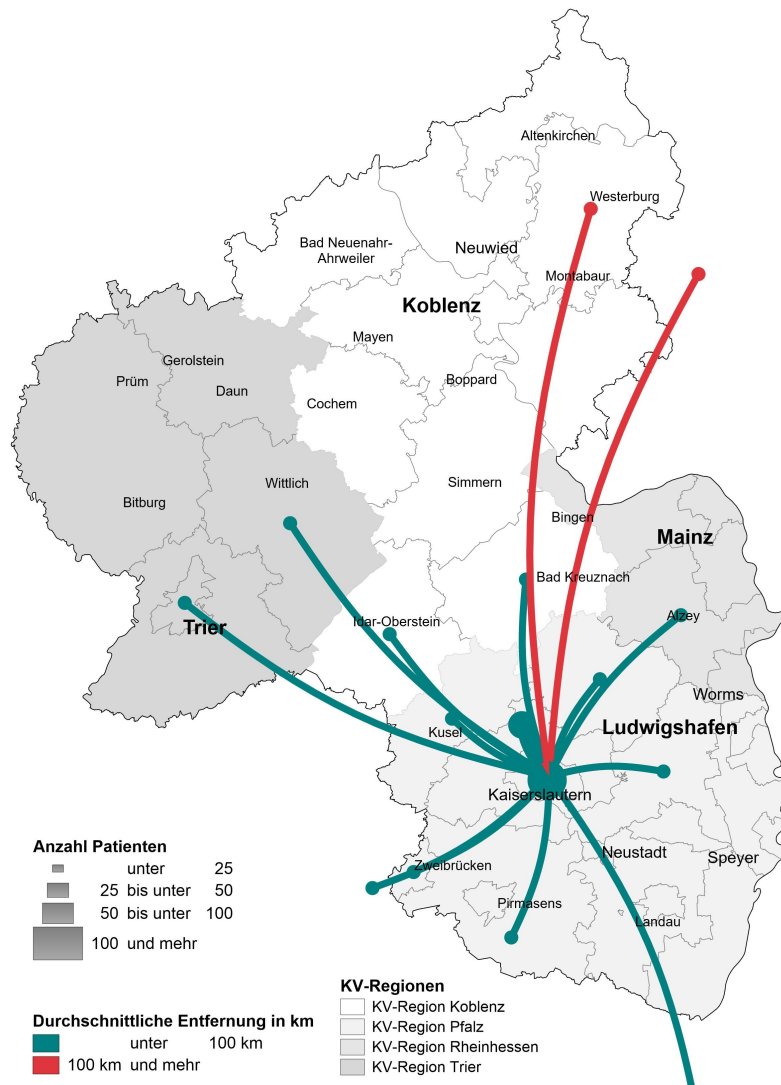 Altenkirchen
Westerburg
Bad Neuenahr-
Ahrweiler
Neuwied
Montabaur
Koblenz
Mayen
Gerolstein
Prüm
Daun
Boppard
Cochem
Wittlich
Simmern
Bitburg
Bingen
Mainz
Bad Kreuznach
Alzey
Idar-Oberstein
Trier
Worms
Kusel
Ludwigshafen
Kaiserslautern
Neustadt
Speyer
Zweibrücken
Pirmasens
Landau
Anzahl Patienten
unter 25
25 bis unter 50
50 bis unter 100
100 und mehr
Durchschnittliche Entfernung in km
unter 100 km
100 km und mehr
KV-Regionen
KV-Region Koblenz
KV-Region Pfalz
KV-Region Rheinhessen
KV-Region Trier